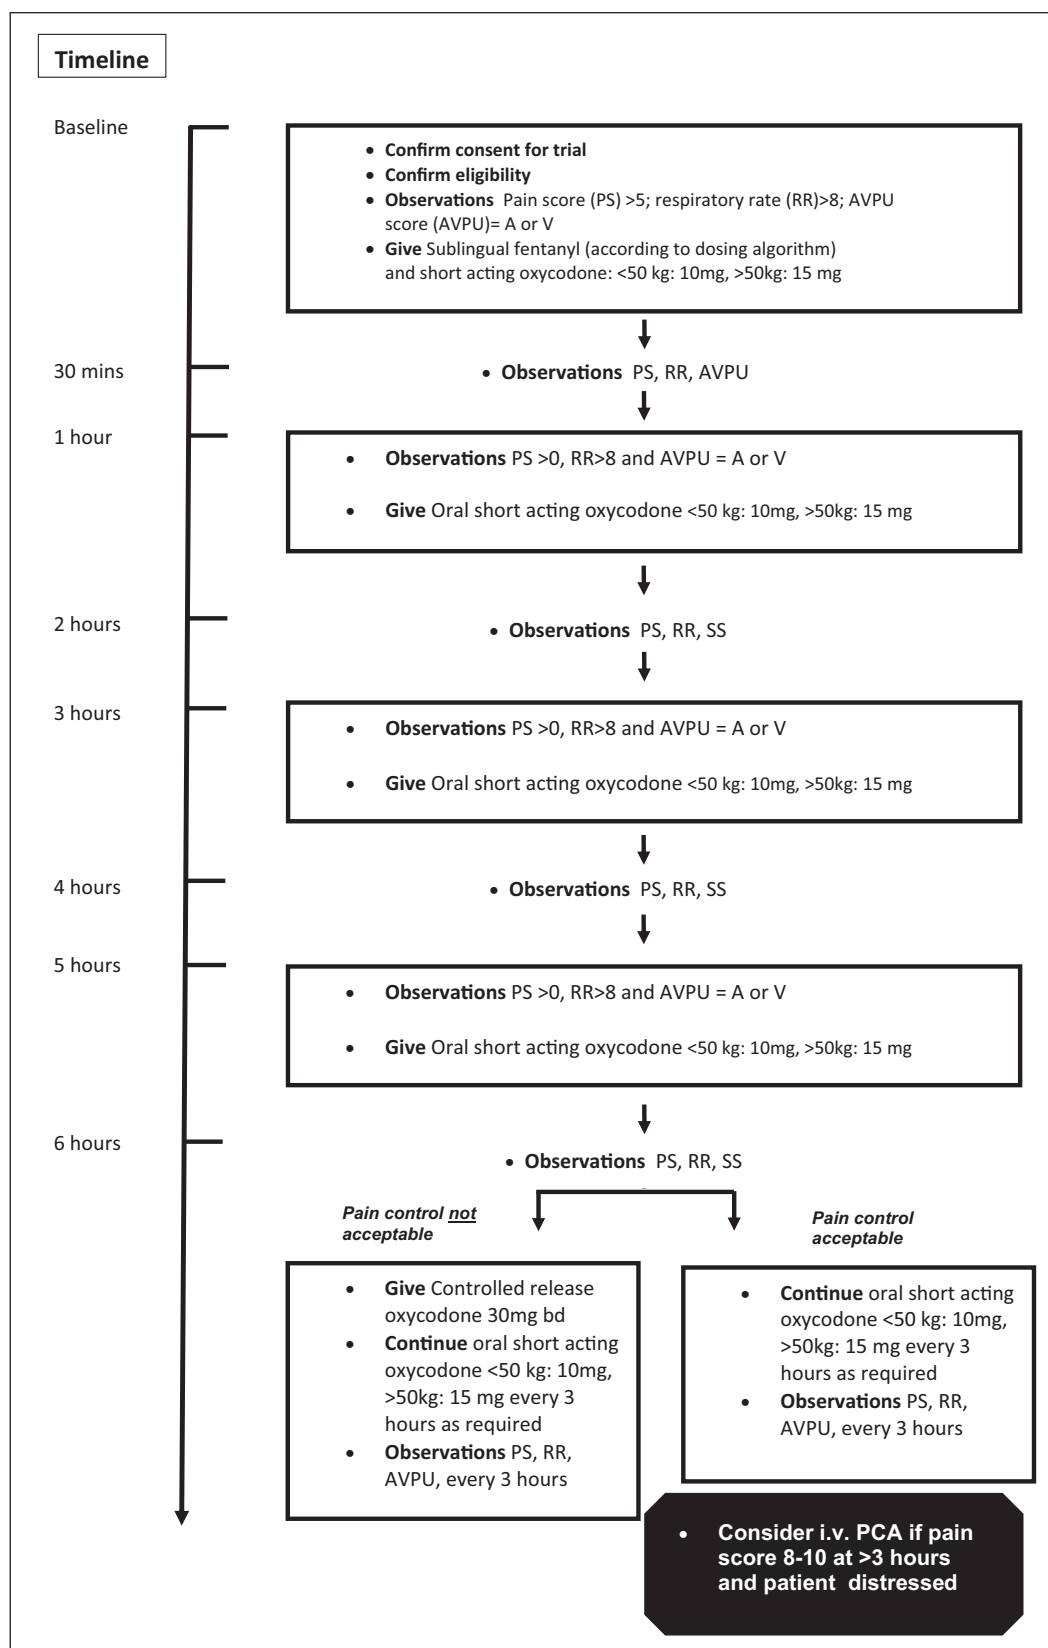 Timeline
Baseline
• Confirm consent for trial
• Confirm eligibility
• Observations Pain score (PS) >5; respiratory rate (RR)>8; AVPU
score (AVPU)= A or V
• Give Sublingual fentanyl (according to dosing algorithm)
and short acting oxycodone: <50 kg: 10mg, >50kg: 15 mg
30 mins
• Observations PS, RR, AVPU
1 hour
• Observations PS >0, RR>8 and AVPU = A or V
• Give Oral short acting oxycodone <50 kg: 10mg, >50kg: 15 mg
2 hours
• Observations PS, RR, SS
3 hours
• Observations PS >0, RR>8 and AVPU = A or V
• Give Oral short acting oxycodone <50 kg: 10mg, >50kg: 15 mg
4 hours
• Observations PS, RR, SS
5 hours
• Observations PS >0, RR>8 and AVPU = A or V
• Give Oral short acting oxycodone <50 kg: 10mg, >50kg: 15 mg
6 hours
• Observations PS, RR, SS
Pain control not
acceptable
• Give Controlled release
oxycodone 30mg bd
• Continue oral short acting
oxycodone <50 kg: 10mg,
>50kg: 15 mg every 3
hours as required
• Observations PS, RR,
AVPU, every 3 hours
Pain control
acceptable
• Continue oral short acting
oxycodone <50 kg: 10mg,
>50kg: 15 mg every 3
hours as required
• Observations PS, RR,
AVPU, every 3 hours
• Consider i.v. PCA if pain
score 8-10 at >3 hours
and patient distressed